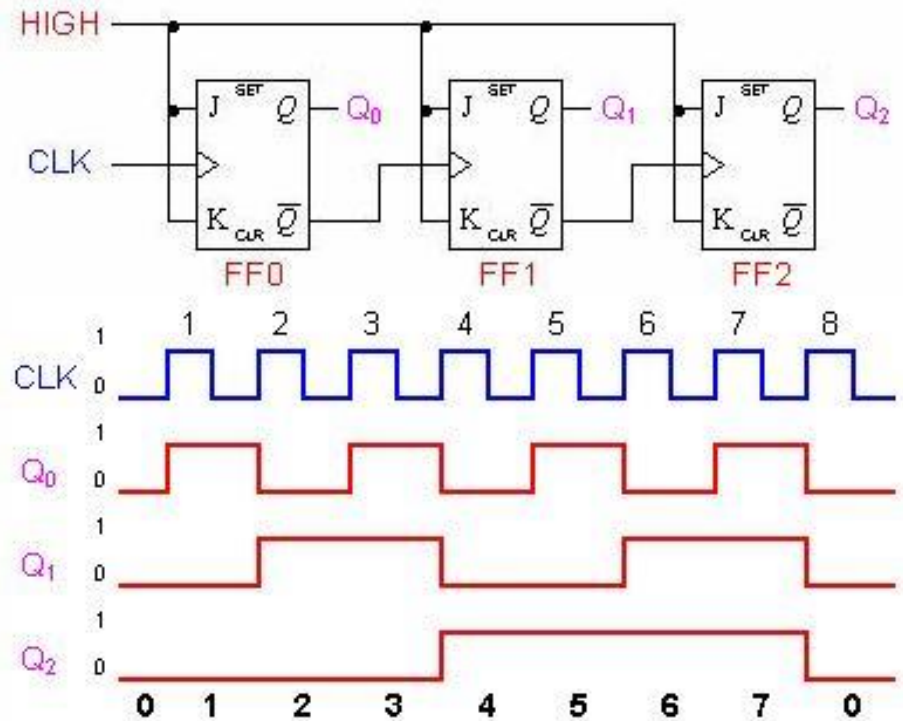 HIGH
SET SET SET
J Q Q0 J Q Q1 J Q Q2
CLK
K CLR Q̅ K CLR Q̅ K CLR Q̅
FF0 FF1 FF2
1 2 3 4 5 6 7 8
1
CLK 0
1
Q0 0
1
Q1 0
1
Q2 0
0 1 2 3 4 5 6 7 0